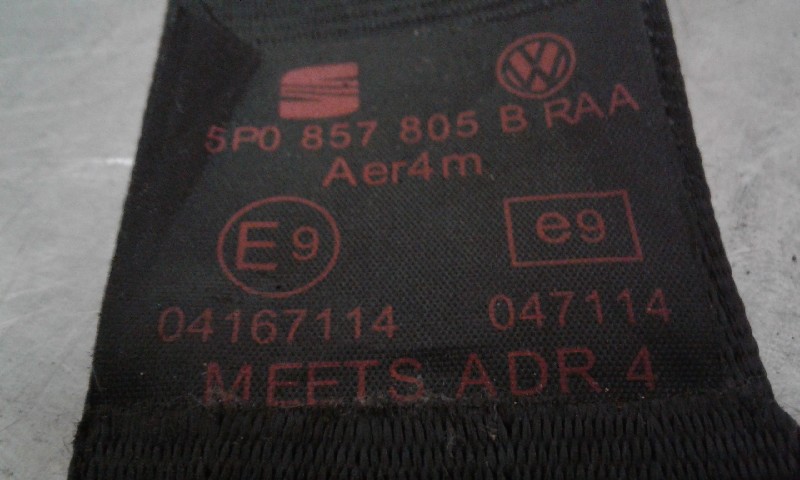 5P0 857 805 B RAA
Aer4m
E9 e9
04167114 047114
MEETS ADR 4